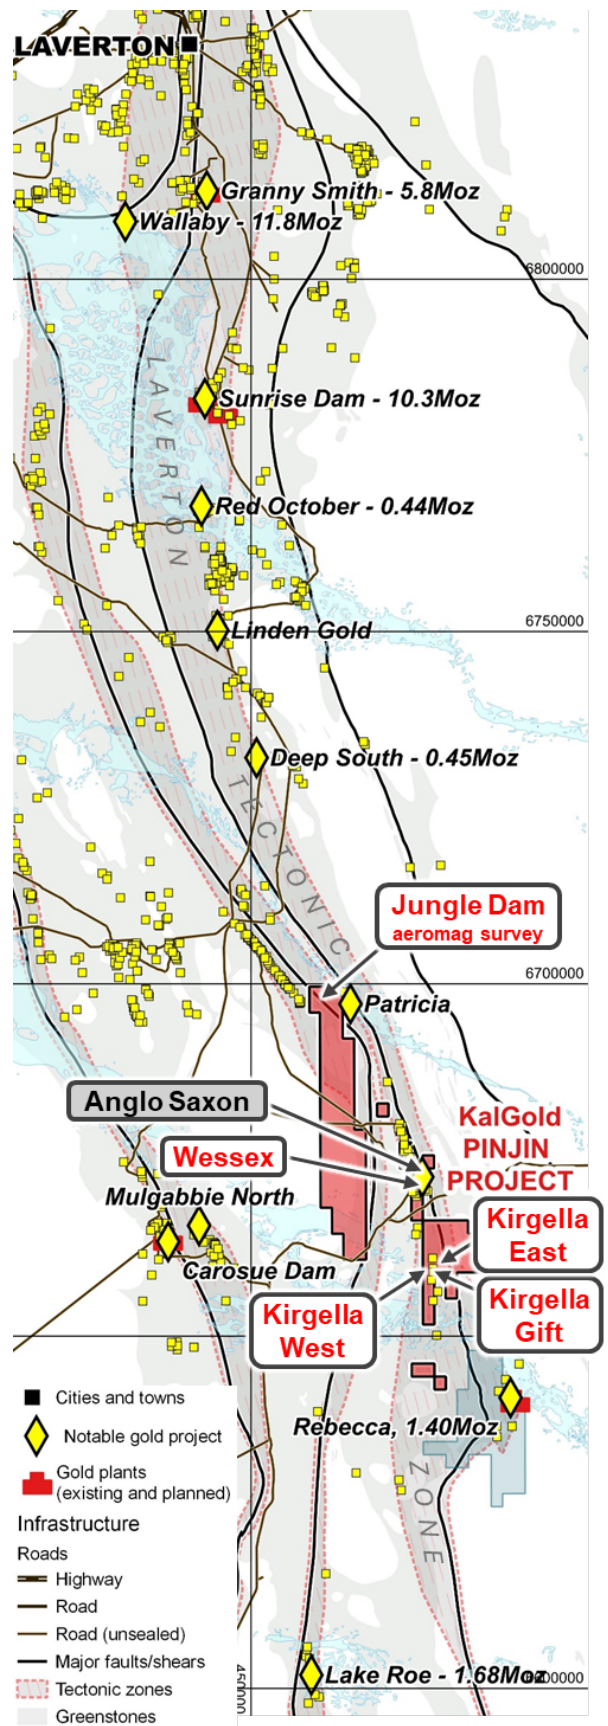 LAVERTON
Granny Smith - 5.8Moz
Wallaby - 11.8Moz
6800000
LAVERTON
Sunrise Dam - 10.3Moz
Red October - 0.44Moz
6750000
Linden Gold
Deep South - 0.45Moz
TECTONIC
Jungle Dam
aeromag survey
6700000
Patricia
Anglo Saxon
KalGold
PINJIN
PROJECT
Wessex
Mulgabbie North
Kirgella
East
Carosue Dam
Kirgella
West
Kirgella
Gift
Rebecca, 1.40Moz
ZONE
Cities and towns
Notable gold project
Gold plants
(existing and planned)
Infrastructure
Roads
Highway
Road
Road (unsealed)
Major faults/shears
Tectonic zones
Greenstones
Lake Roe - 1.68Moz